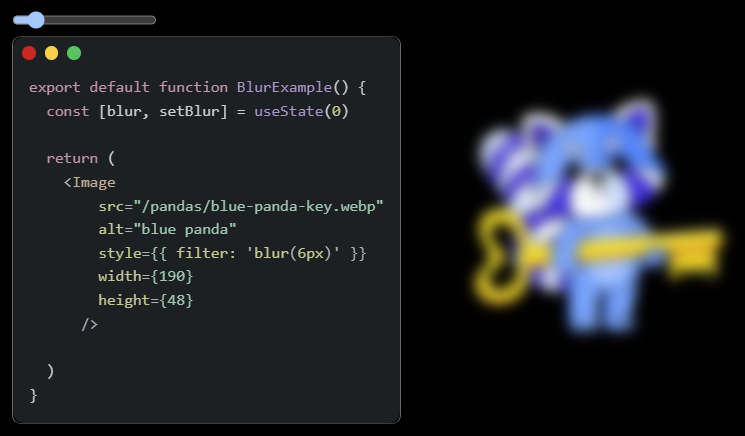 export default function BlurExample() {
  const [blur, setBlur] = useState(0)

  return (
    <Image
        src="/pandas/blue-panda-key.webp"
        alt="blue panda"
        style={{ filter: 'blur(6px)' }}
        width={190}
        height={48}
      />

  )
}